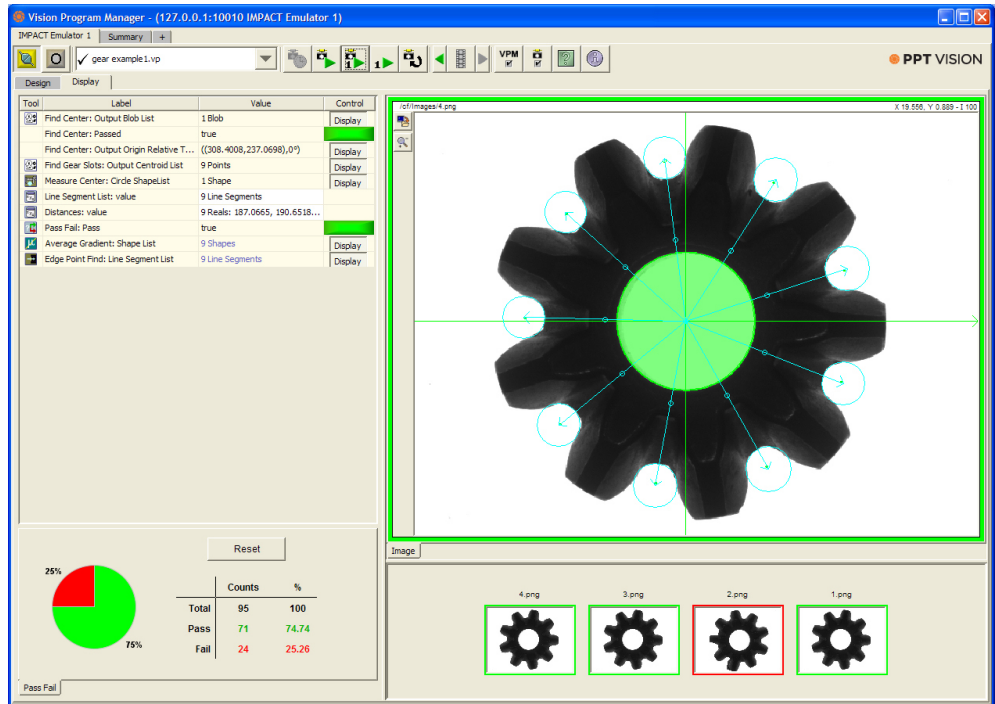 Vision Program Manager - (127.0.0.1:10010 IMPACT Emulator 1)
IMPACT Emulator 1 Summary +
gear example1.vp
1 1 VPM ? i
PPT VISION
Design Display
Tool Label Value Control
Find Center: Output Blob List 1 Blob Display
Find Center: Passed true
Find Center: Output Origin Relative T... ((308.4008,237.0698),0°) Display
Find Gear Slots: Output Centroid List 9 Points Display
Measure Center: Circle ShapeList 1 Shape Display
Line Segment List: value 9 Line Segments
Distances: value 9 Reals: 187.0665, 190.6518...
Pass Fail: Pass true
Average Gradient: Shape List 9 Shapes Display
Edge Point Find: Line Segment List 9 Line Segments Display
/cf/Images/4.png X 19.556, Y 0.889 - I 100
Image
Reset
25%
75%
Counts %
Total 95 100
Pass 71 74.74
Fail 24 25.26
Pass Fail
4.png 3.png 2.png 1.png